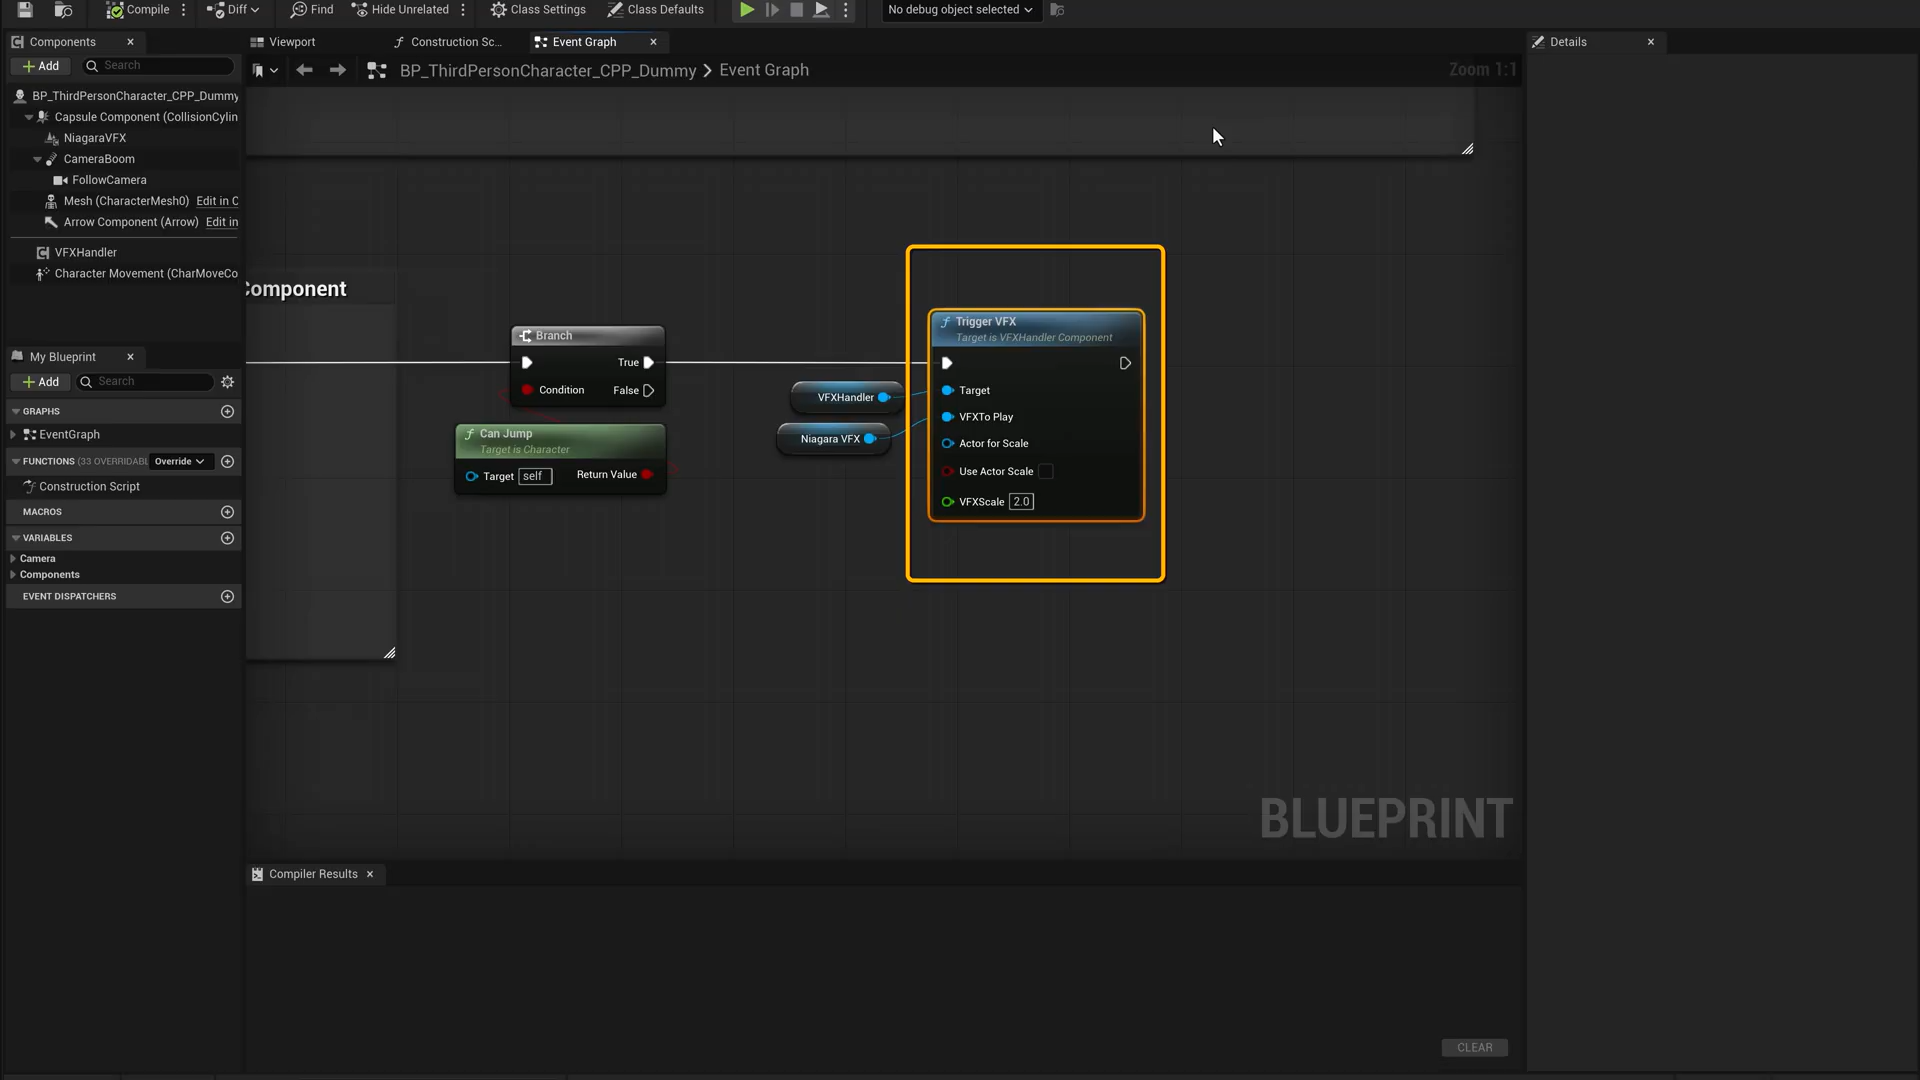 Compile
Diff
Find
Hide Unrelated
Class Settings
Class Defaults
No debug object selected
Components
Viewport
Construction Sc...
Event Graph
Details
Add
Search
BP_ThirdPersonCharacter_CPP_Dummy > Event Graph
Zoom 1:1
BP_ThirdPersonCharacter_CPP_Dummy
Capsule Component (CollisionCylin
NiagaraVFX
CameraBoom
FollowCamera
Mesh (CharacterMesh0) Edit in C
Arrow Component (Arrow) Edit in
VFXHandler
Character Movement (CharMoveCo
Component
My Blueprint
Add
Search
GRAPHS
EventGraph
FUNCTIONS (33 OVERRIDABL Override
Construction Script
MACROS
VARIABLES
Camera
Components
EVENT DISPATCHERS
Branch
True
Condition
False
Can Jump
Target is Character
Target self
Return Value
VFXHandler
Niagara VFX
Trigger VFX
Target is VFXHandler Component
Target
VFXTo Play
Actor for Scale
Use Actor Scale
VFXScale 2.0
BLUEPRINT
Compiler Results
CLEAR